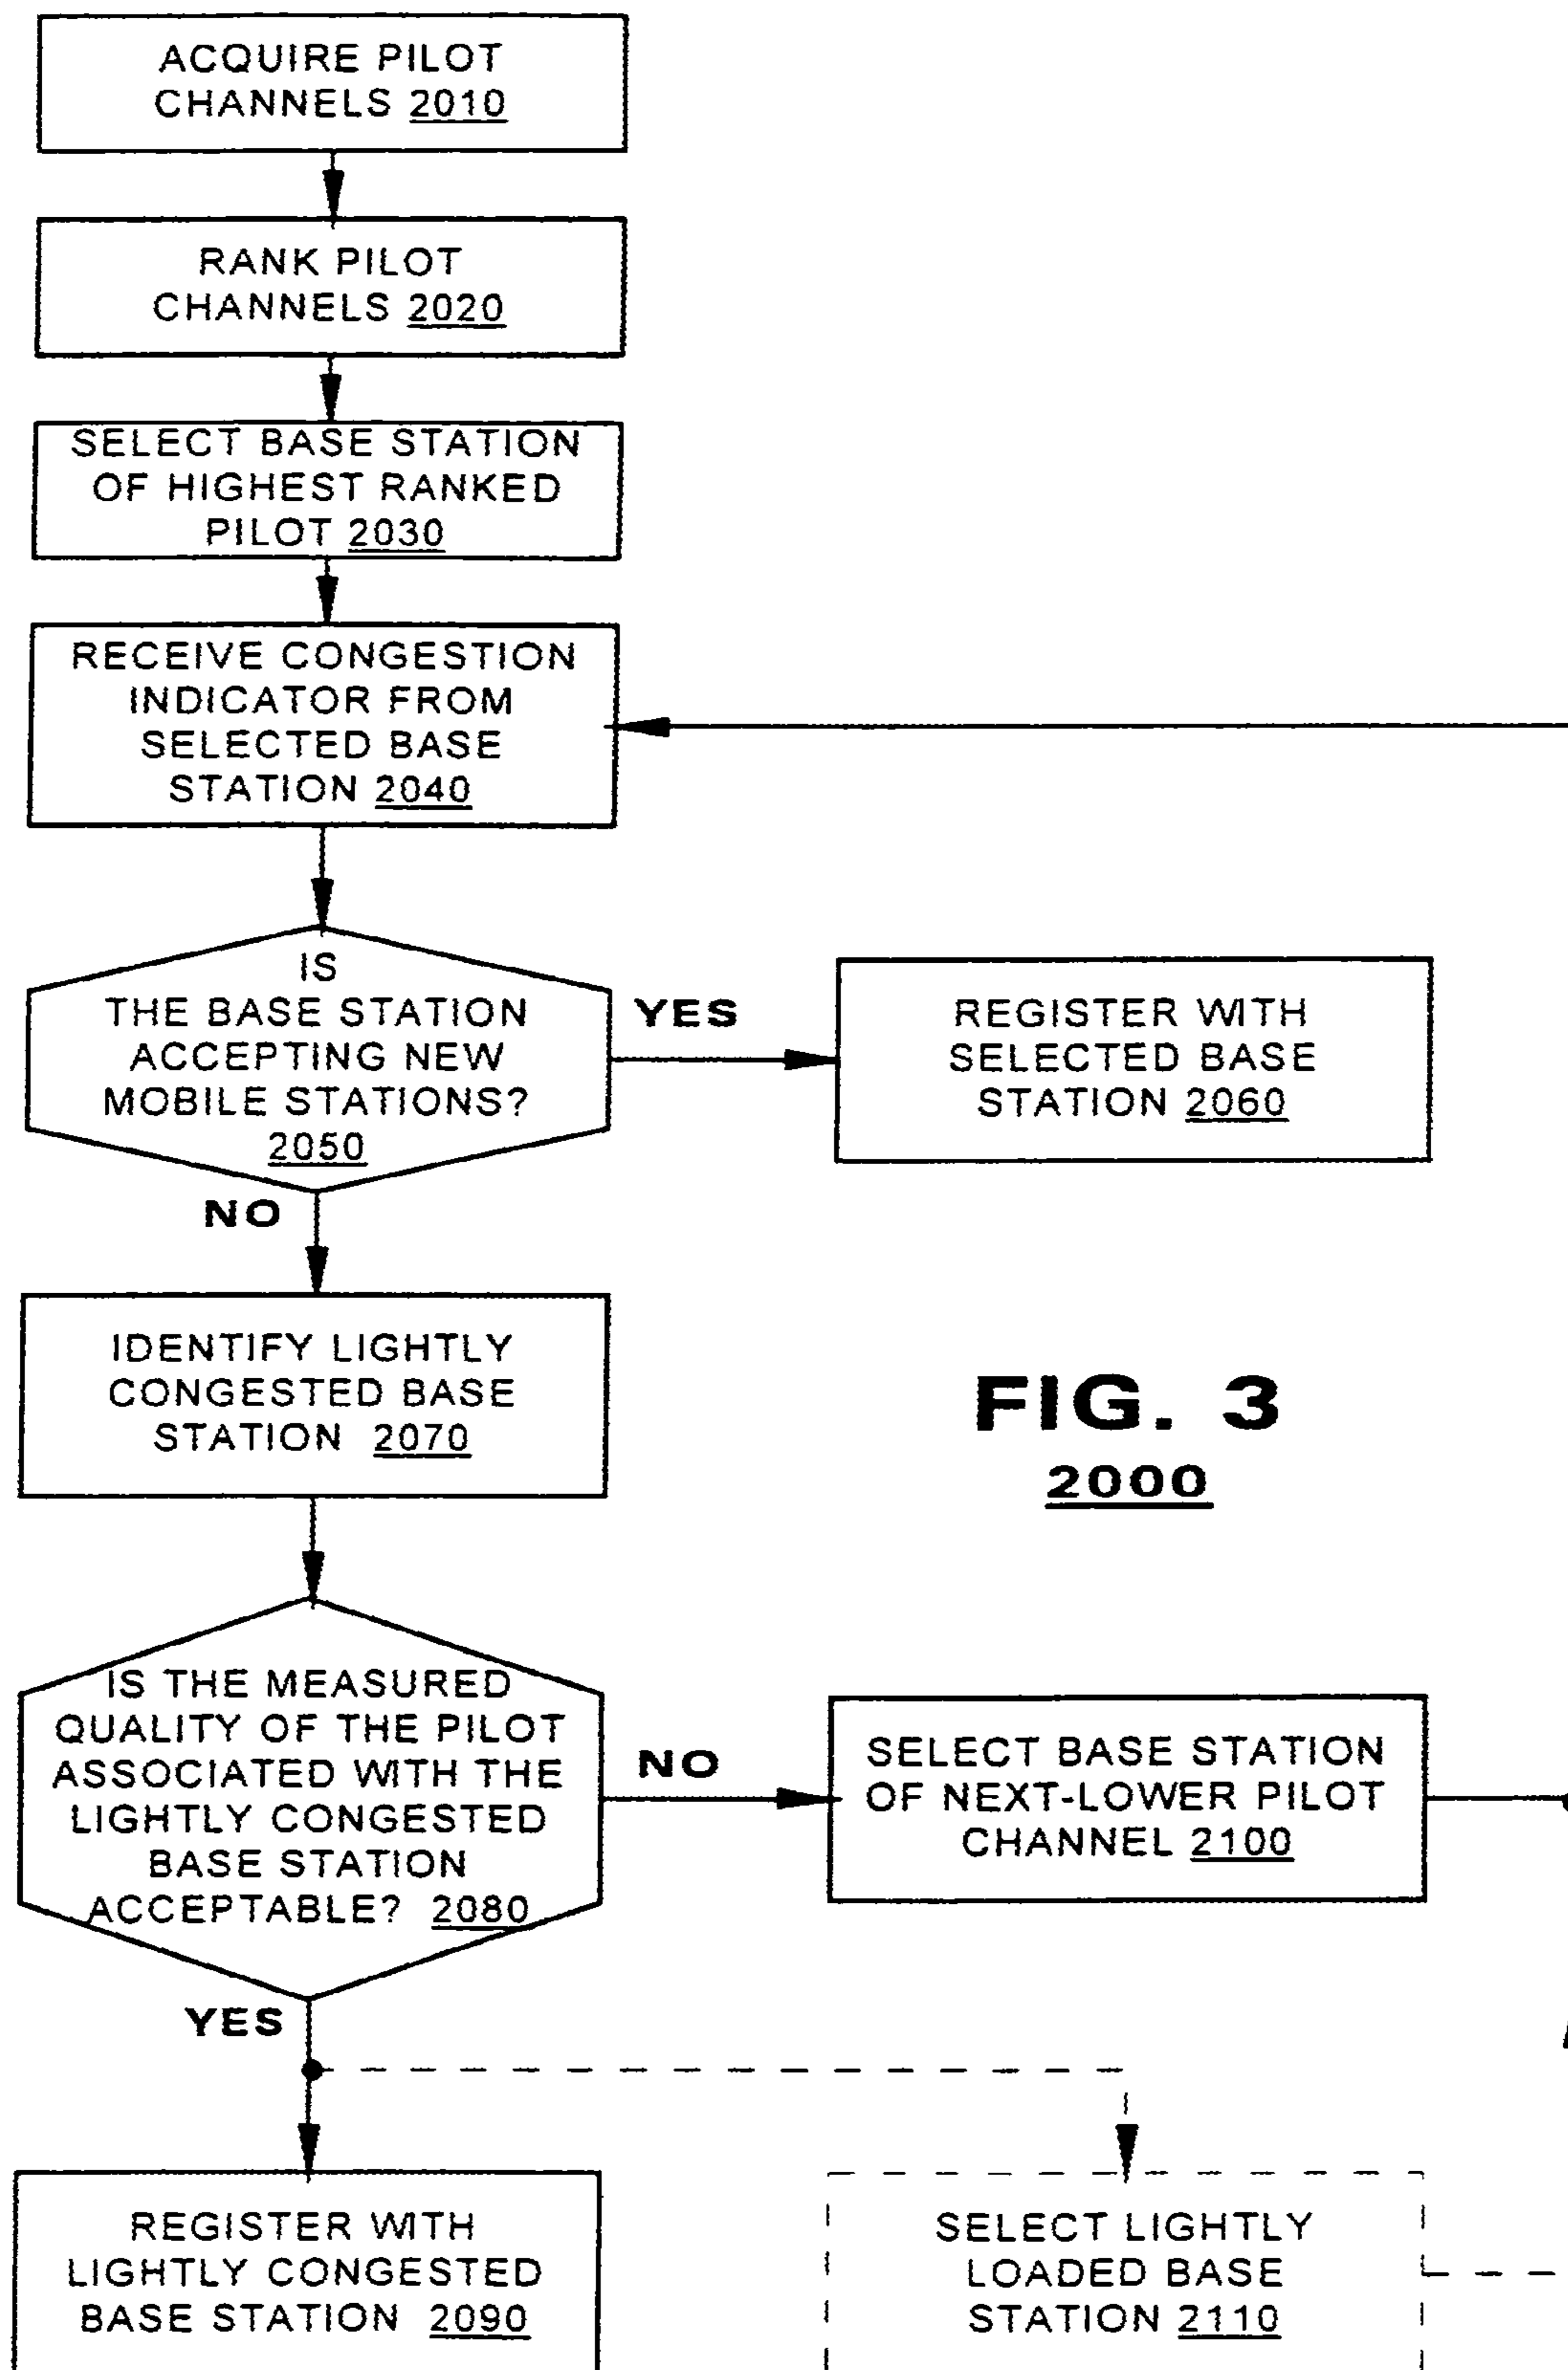 ACQUIRE PILOT
CHANNELS 2010
RANK PILOT
CHANNELS 2020
SELECT BASE STATION
OF HIGHEST RANKED
PILOT 2030
RECEIVE CONGESTION
INDICATOR FROM
SELECTED BASE
STATION 2040
IS
THE BASE STATION
ACCEPTING NEW
MOBILE STATIONS?
2050
YES
REGISTER WITH
SELECTED BASE
STATION 2060
NO
IDENTIFY LIGHTLY
CONGESTED BASE
STATION 2070
FIG. 3
2000
IS THE MEASURED
QUALITY OF THE PILOT
ASSOCIATED WITH THE
LIGHTLY CONGESTED
BASE STATION
ACCEPTABLE? 2080
NO
SELECT BASE STATION
OF NEXT-LOWER PILOT
CHANNEL 2100
YES
REGISTER WITH
LIGHTLY CONGESTED
BASE STATION 2090
SELECT LIGHTLY
LOADED BASE
STATION 2110